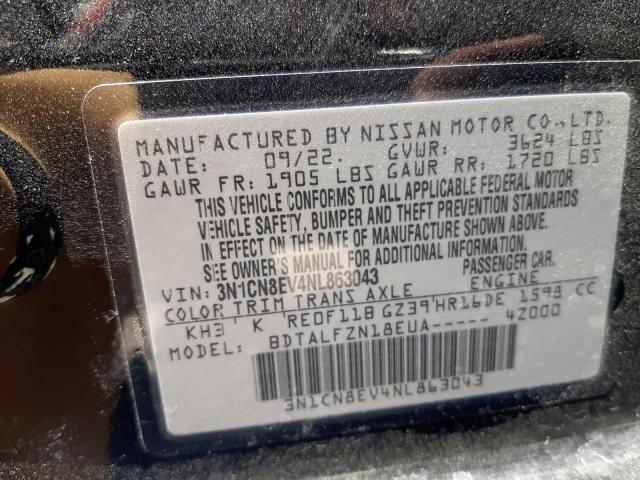 MANUFACTURED BY NISSAN MOTOR CO., LTD.
DATE: 09/22. GVWR: 3624 LBS
GAWR FR: 1905 LBS GAWR RR: 1720 LBS
THIS VEHICLE CONFORMS TO ALL APPLICABLE FEDERAL MOTOR
VEHICLE SAFETY, BUMPER AND THEFT PREVENTION STANDARDS
IN EFFECT ON THE DATE OF MANUFACTURE SHOWN ABOVE.
SEE OWNER'S MANUAL FOR ADDITIONAL INFORMATION.
VIN: 3N1CN8EV4NL863043 PASSENGER CAR.
COLOR TRIM TRANS AXLE ENGINE
KH3 K RE0F11B GZ39 HR16DE 1598 CC
MODEL: BDTALFZN18EUA----- 42000
3N1CN8EV4NL863043